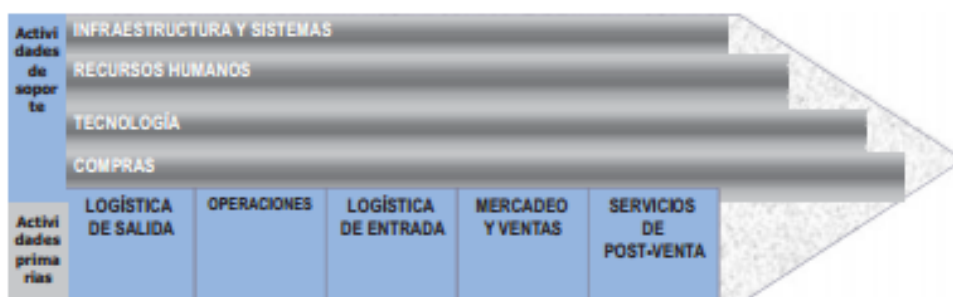 Activi
dades
de
sopor
te
INFRAESTRUCTURA Y SISTEMAS
RECURSOS HUMANOS
TECNOLOGÍA
COMPRAS
Activi
dades
prima
rias
LOGÍSTICA
DE SALIDA
OPERACIONES
LOGÍSTICA
DE ENTRADA
MERCADEO
Y VENTAS
SERVICIOS
DE
POST-VENTA